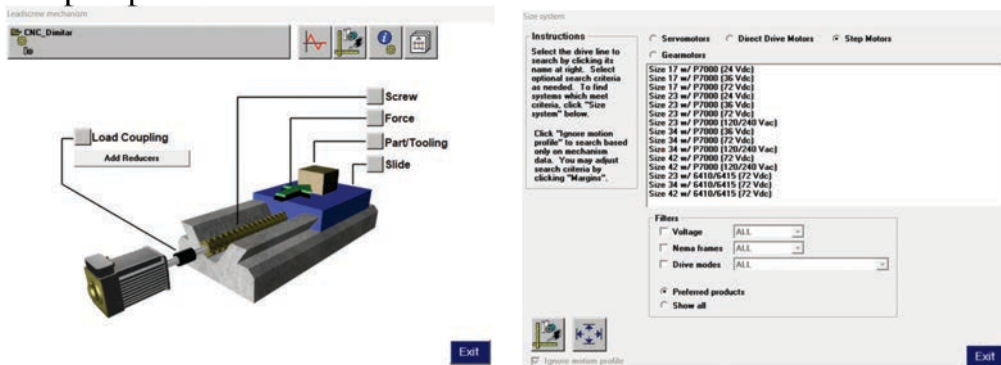 Leadscrew mechanism
CNC_Dimitar
Screw
Force
Part/Tooling
Slide
Load Coupling
Add Reducers
Exit
Size system
Instructions
Select the drive line to
search by clicking its
name at right. Select
optional search criteria
as needed. To find
systems which meet
criteria, click "Size
system" below.
Click "Ignore motion
profile" to search based
only on mechanism
data. You may adjust
search criteria by
clicking "Margins".
Servomotors
Direct Drive Motors
Step Motors
Gearmotors
Size 17 w/ P7000 (24 Vdc)
Size 17 w/ P7000 (36 Vdc)
Size 17 w/ P7000 (72 Vdc)
Size 23 w/ P7000 (24 Vdc)
Size 23 w/ P7000 (36 Vdc)
Size 23 w/ P7000 (72 Vdc)
Size 23 w/ P7000 (120/240 Vac)
Size 34 w/ P7000 (36 Vdc)
Size 34 w/ P7000 (72 Vdc)
Size 34 w/ P7000 (120/240 Vac)
Size 42 w/ P7000 (72 Vdc)
Size 42 w/ P7000 (120/240 Vac)
Size 23 w/ 6410/6415 (72 Vdc)
Size 34 w/ 6410/6415 (72 Vdc)
Size 42 w/ 6410/6415 (72 Vdc)
Filters
Voltage ALL
Nema frames ALL
Drive modes ALL
Preferred products
Show all
Ignore motion profile
Exit